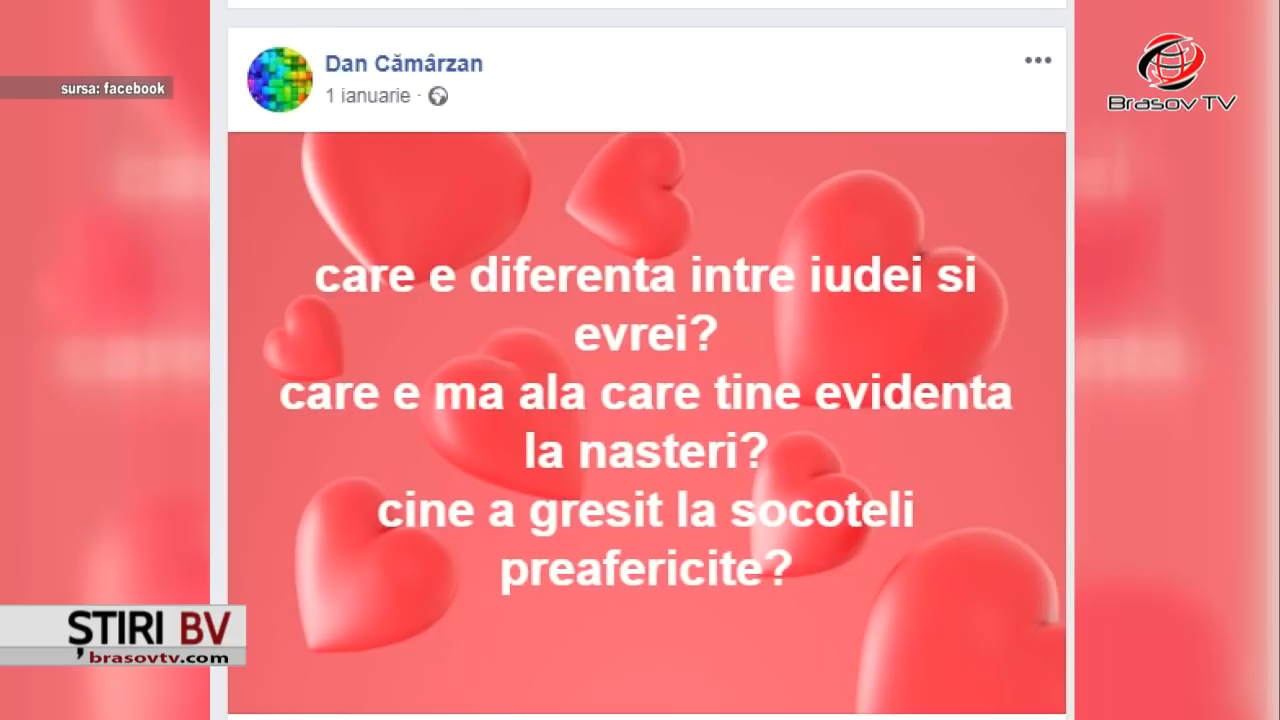 Dan Cămârzan
1 ianuarie ·
sursa: facebook
BRASOV TV
care e diferenta intre iudei si
evrei?
care e ma ala care tine evidenta
la nasteri?
cine a gresit la socoteli
preafericite?
ȘTIRI BV
brasovtv.com